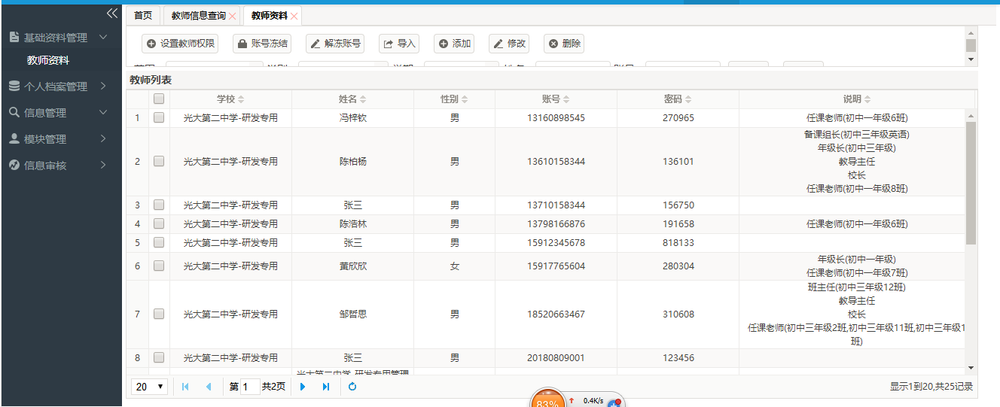 首页 教师信息查询 教师资料
基础资料管理
教师资料
个人档案管理
信息管理
模块管理
信息审核
设置教师权限 账号冻结 解冻账号 导入 添加 修改 删除
教师列表
学校 姓名 性别 账号 密码 说明
1 光大第二中学-研发专用 冯梓钦 男 13160898545 270965 任课老师(初中一年级6班)
2 光大第二中学-研发专用 陈柏杨 男 13610158344 136101 备课组长(初中三年级英语)
年级长(初中三年级)
教导主任
校长
任课老师(初中一年级8班)
3 光大第二中学-研发专用 张三 男 13710158344 156750
4 光大第二中学-研发专用 陈浩林 男 13798166876 191658 任课老师(初中一年级6班)
5 光大第二中学-研发专用 张三 男 15912345678 818133
6 光大第二中学-研发专用 黄欣欣 女 15917765604 280304 年级长(初中一年级)
任课老师(初中一年级7班)
7 光大第二中学-研发专用 邹哲思 男 18520663467 310608 班主任(初中三年级12班)
教导主任
校长
任课老师(初中三年级2班,初中三年级11班,初中三年级1
班)
8 光大第二中学-研发专用 张三 男 20180809001 123456
光大第二中学-研发专用管理
20 第 1 共2页 显示1到20,共25记录
83% 0.4K/s